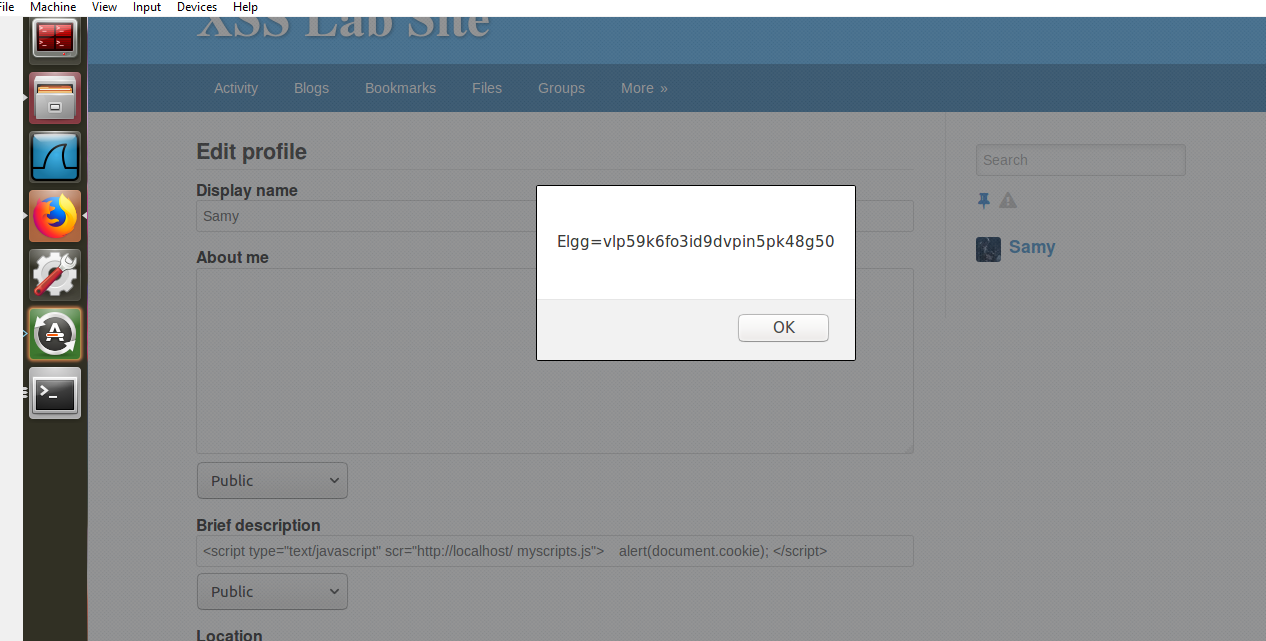 File Machine View Input Devices Help
XSS Lab Site
Activity Blogs Bookmarks Files Groups More »
Edit profile
Search
Display name
Samy
About me
Elgg=vlp59k6fo3id9dvpin5pk48g50
OK
Samy
Public
Brief description
<script type="text/javascript" scr="http://localhost/ myscripts.js"> alert(document.cookie); </script>
Public
Location